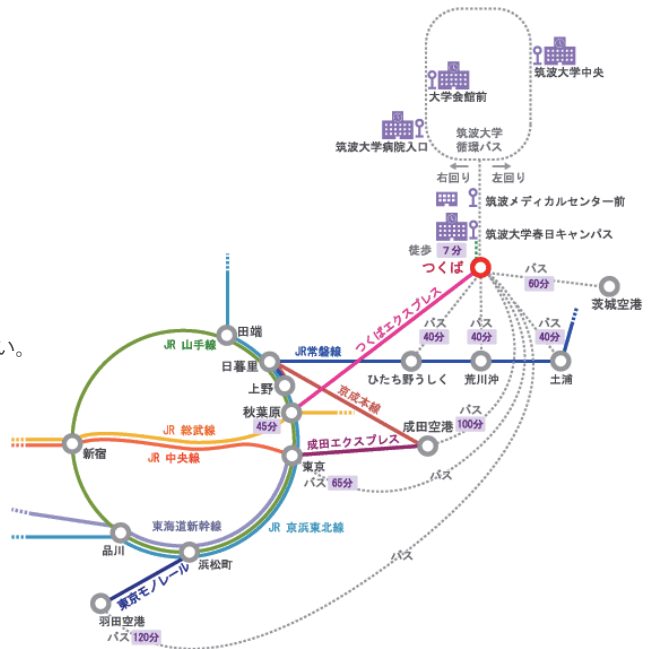 筑波大学中央
大学会館前
筑波大学病院入口
筑波大学
循環バス
右回り
左回り
筑波メディカルセンター前
筑波大学春日キャンパス
徒歩 7分
つくば
バス
60分
茨城空港
つくばエクスプレス
バス
40分
バス
40分
バス
40分
田端
JR 山手線
い。
日暮里
JR常磐線
ひたち野うしく
荒川沖
土浦
上野
京成本線
秋葉原
45分
バス
100分
成田空港
JR 総武線
成田エクスプレス
新宿
JR 中央線
東京
バス 65分
バス
東海道新幹線
JR 京浜東北線
品川
浜松町
バス
東京モノレール
羽田空港
バス 120分